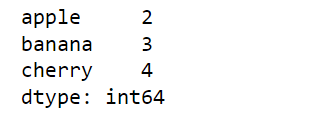 apple     2
banana    3
cherry    4
dtype: int64